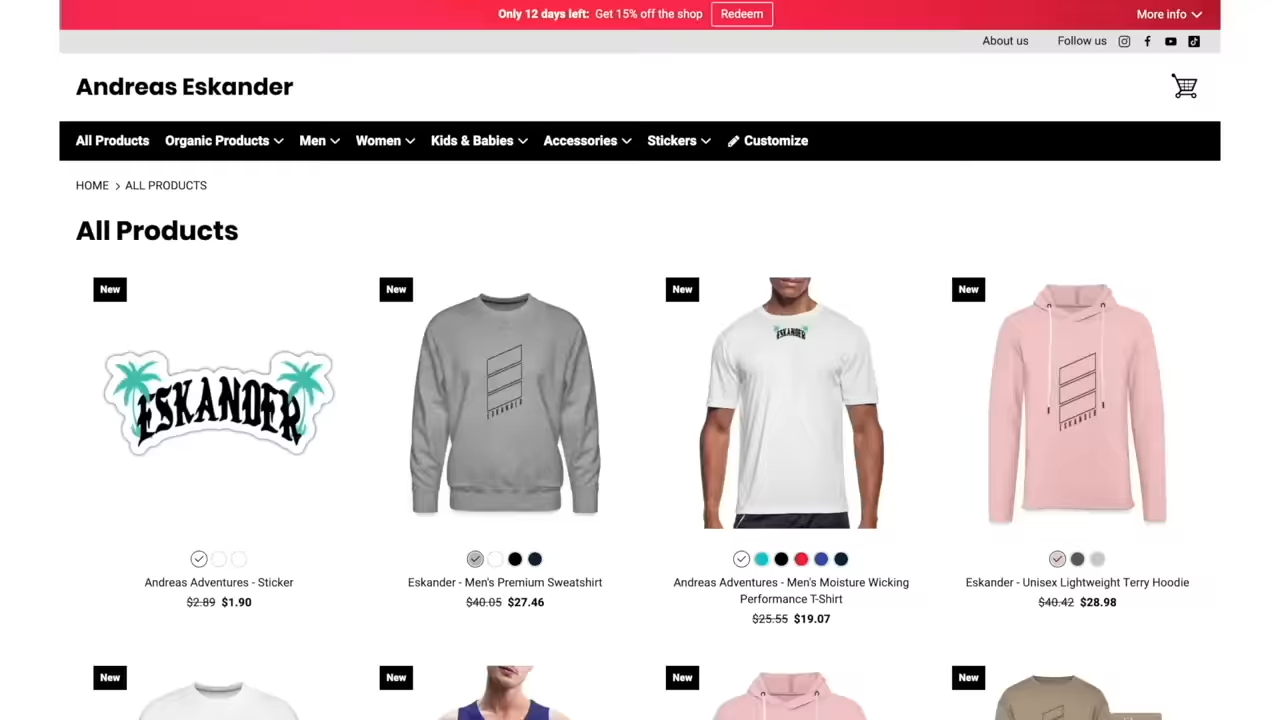 Only 12 days left: Get 15% off the shop Redeem More info
About us Follow us
Andreas Eskander
All Products Organic Products Men Women Kids & Babies Accessories Stickers Customize
HOME > ALL PRODUCTS
All Products
New New New New
ESKANDER
ESKANDER
ESKANDER
ESKANDER
Andreas Adventures - Sticker
$2.89 $1.90
Eskander - Men's Premium Sweatshirt
$40.05 $27.46
Andreas Adventures - Men's Moisture Wicking
Performance T-Shirt
$25.55 $19.07
Eskander - Unisex Lightweight Terry Hoodie
$40.42 $28.98
New New New New